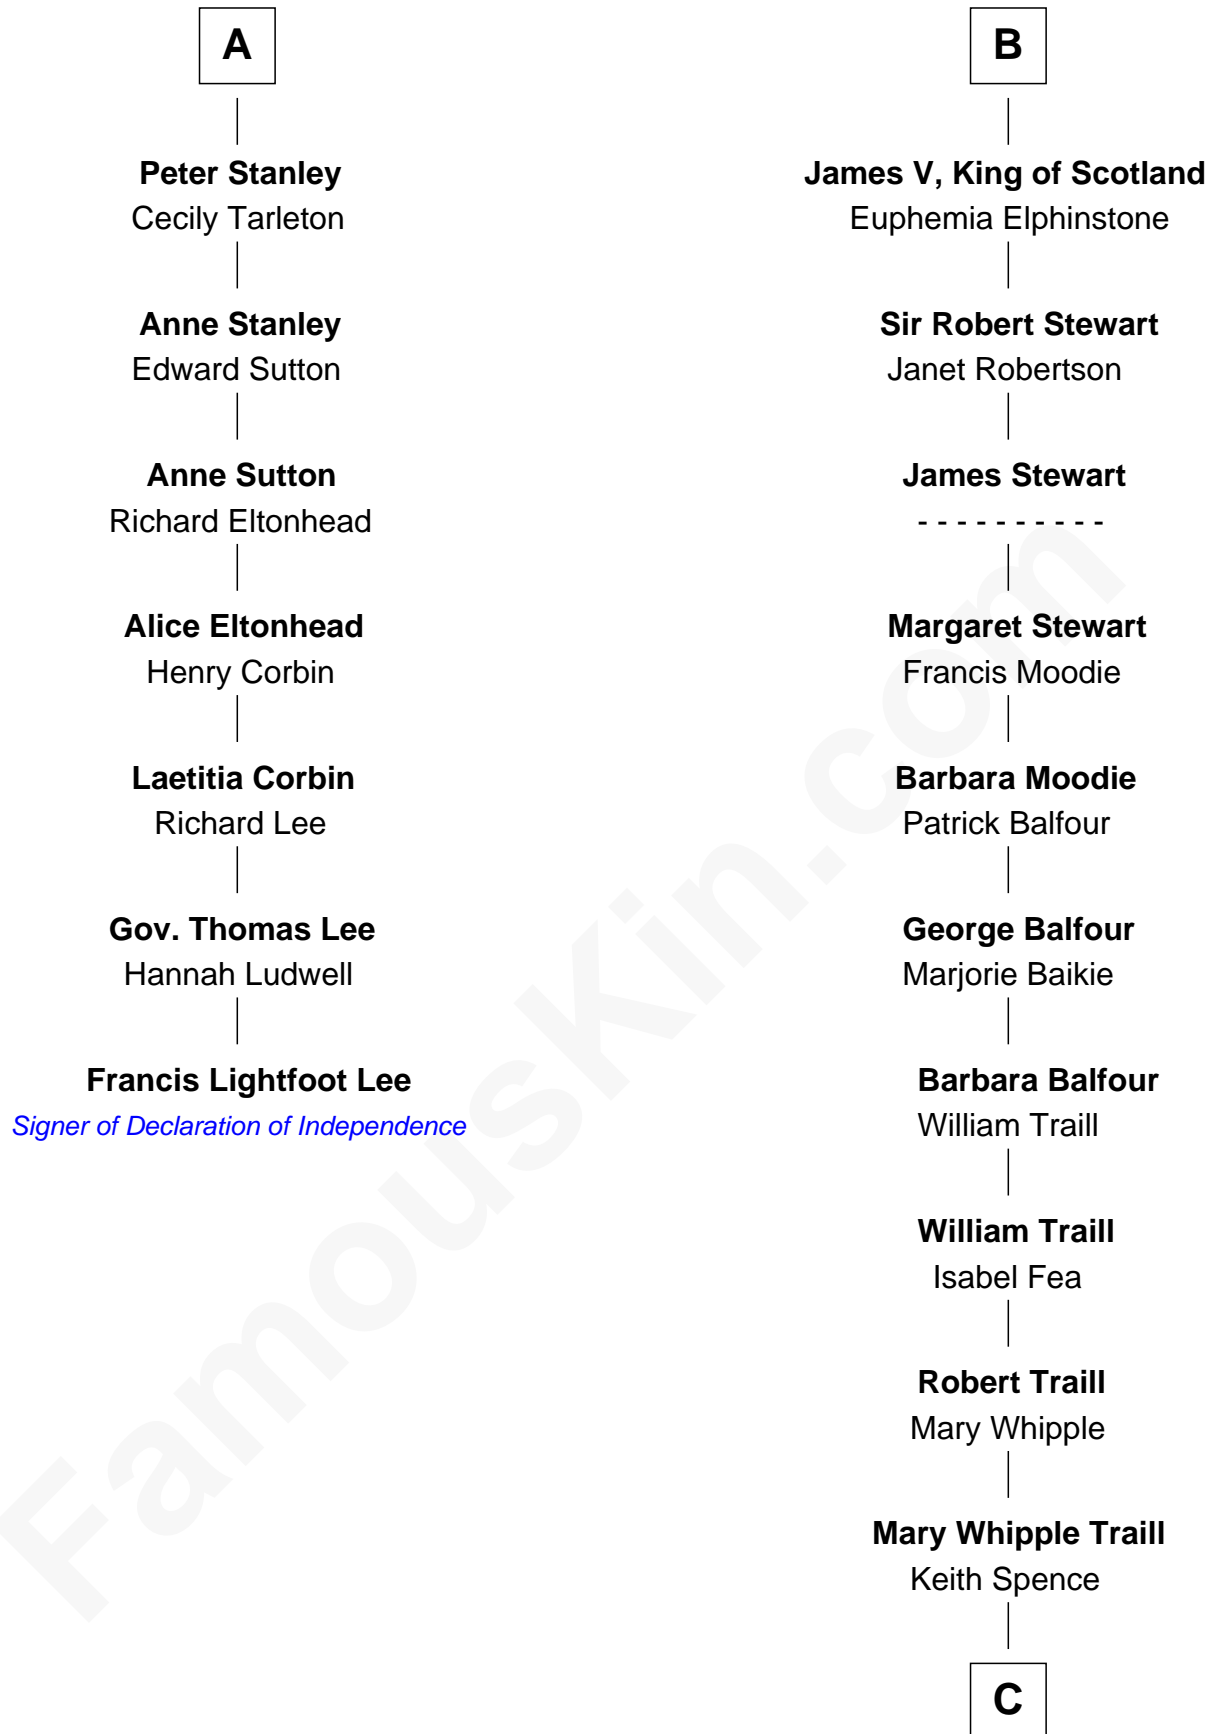 A
Peter Stanley
Cecily Tarleton
Anne Stanley
Edward Sutton
Anne Sutton
Richard Eltonhead
Alice Eltonhead
Henry Corbin
Laetitia Corbin
Richard Lee
Gov. Thomas Lee
Hannah Ludwell
Francis Lightfoot Lee
Signer of Declaration of Independence
B
James V, King of Scotland
Euphemia Elphinstone
Sir Robert Stewart
Janet Robertson
James Stewart
- - - - - - - - - -
Margaret Stewart
Francis Moodie
Barbara Moodie
Patrick Balfour
George Balfour
Marjorie Baikie
Barbara Balfour
William Traill
William Traill
Isabel Fea
Robert Traill
Mary Whipple
Mary Whipple Traill
Keith Spence
C
FamousKin.com